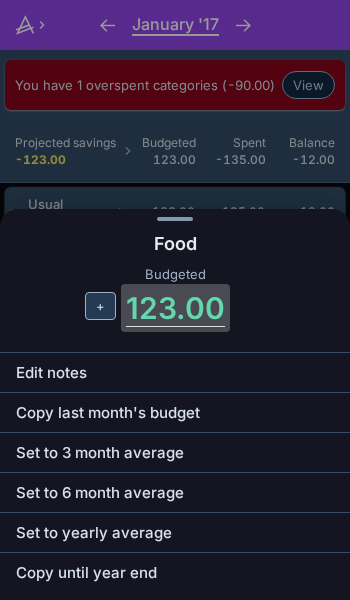 January '17
You have 1 overspent categories (-90.00) View
Projected savings Budgeted Spent Balance
-123.00 123.00 -135.00 -12.00
Usual
Food
Budgeted
+ 123.00
Edit notes
Copy last month's budget
Set to 3 month average
Set to 6 month average
Set to yearly average
Copy until year end